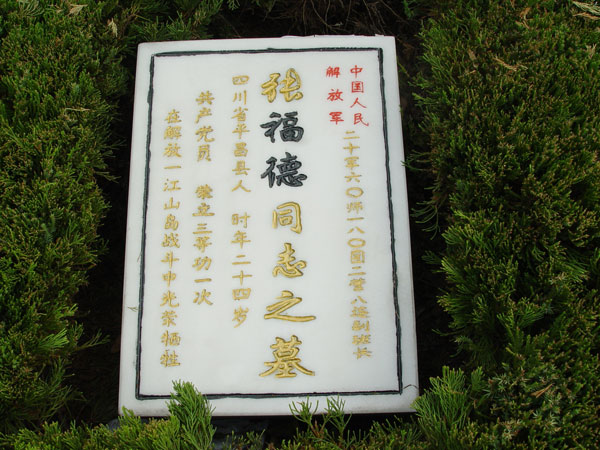 中国人民
解放军
二十军六〇师一八〇团二营八连副班长
张福德同志之墓
四川省平昌县人 时年二十四岁
共产党员 荣立三等功一次
在解放一江山岛战斗中光荣牺牲